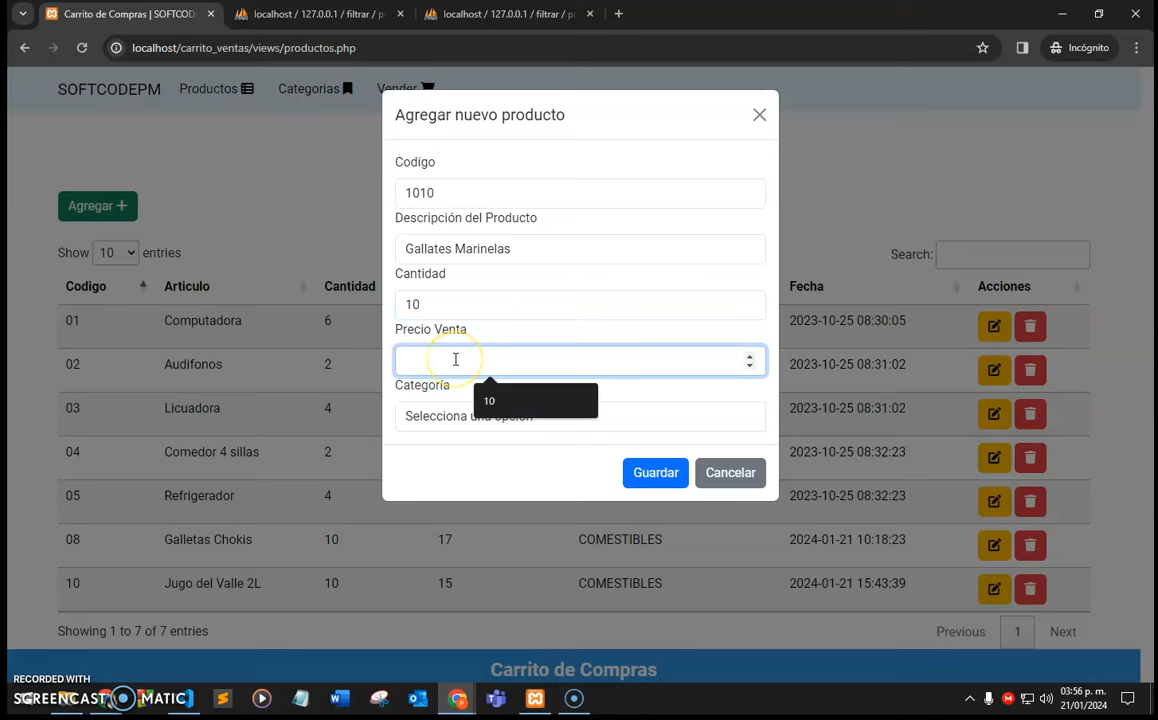 Carrito de Compras | SOFTCOD
localhost / 127.0.0.1 / filtrar / p
localhost / 127.0.0.1 / filtrar / p
localhost/carrito_ventas/views/productos.php
Incógnito
SOFTCODEPM
Productos
Categorias
Vender
Agregar nuevo producto
Codigo
1010
Descripción del Producto
Gallates Marinelas
Cantidad
10
Precio Venta
10
Categoría
Selecciona una opción
Guardar
Cancelar
Agregar +
Show 10 entries
Search:
Codigo Articulo Cantidad Fecha Acciones
01 Computadora 6 2023-10-25 08:30:05
02 Audifonos 2 2023-10-25 08:31:02
03 Licuadora 4 2023-10-25 08:31:02
04 Comedor 4 sillas 2 2023-10-25 08:32:23
05 Refrigerador 4 2023-10-25 08:32:23
08 Galletas Chokis 10 17 COMESTIBLES 2024-01-21 10:18:23
10 Jugo del Valle 2L 10 15 COMESTIBLES 2024-01-21 15:43:39
Showing 1 to 7 of 7 entries
Previous 1 Next
Carrito de Compras
RECORDED WITH
SCREENCAST MATIC
03:56 p. m.
21/01/2024